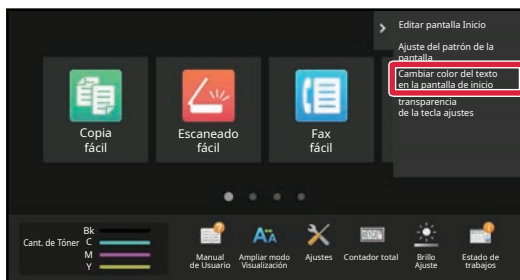 Editar pantalla Inicio
Ajuste del patrón de la
pantalla
Cambiar color del texto
en la pantalla de inicio
transparencia
de la tecla ajustes
Copia
fácil
Escaneado
fácil
Fax
fácil
Cant. de Tóner
Bk
C
M
Y
Manual
de Usuario
Ampliar modo
Visualización
Ajustes
Contador total
Brillo
Ajuste
Estado de
trabajos